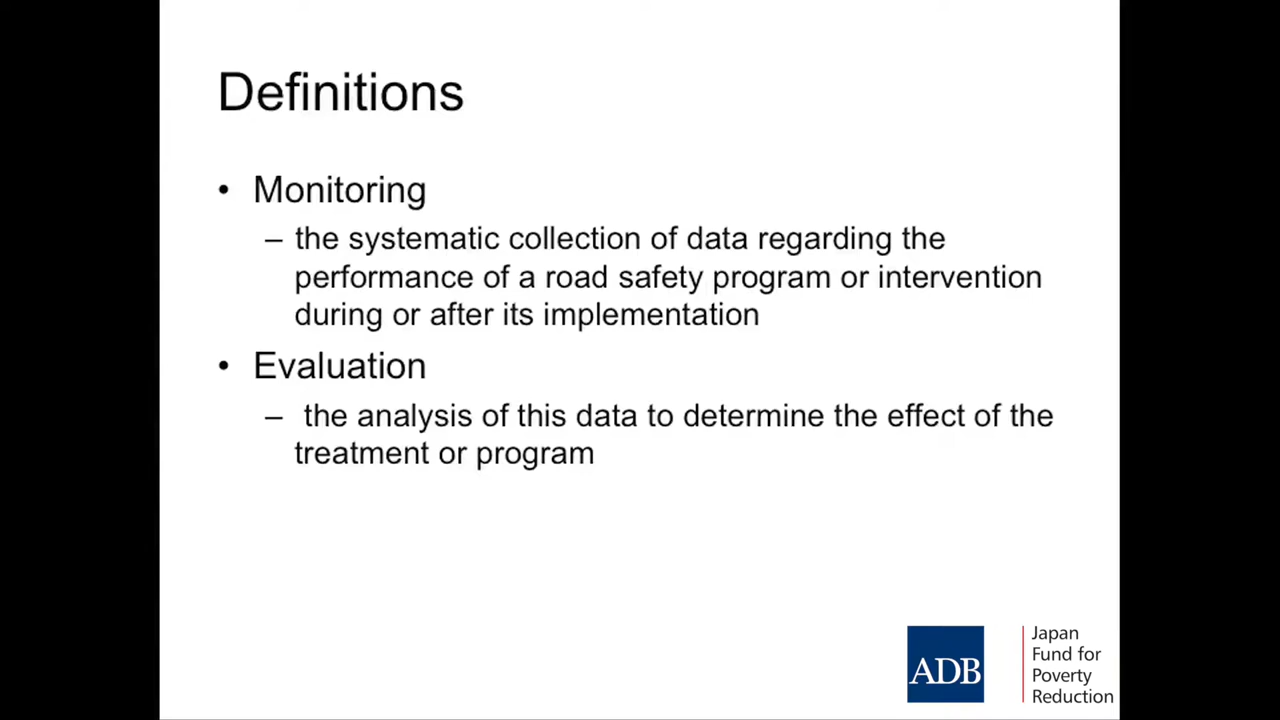 Definitions
• Monitoring
– the systematic collection of data regarding the
performance of a road safety program or intervention
during or after its implementation
• Evaluation
– the analysis of this data to determine the effect of the
treatment or program
ADB
Japan
Fund for
Poverty
Reduction